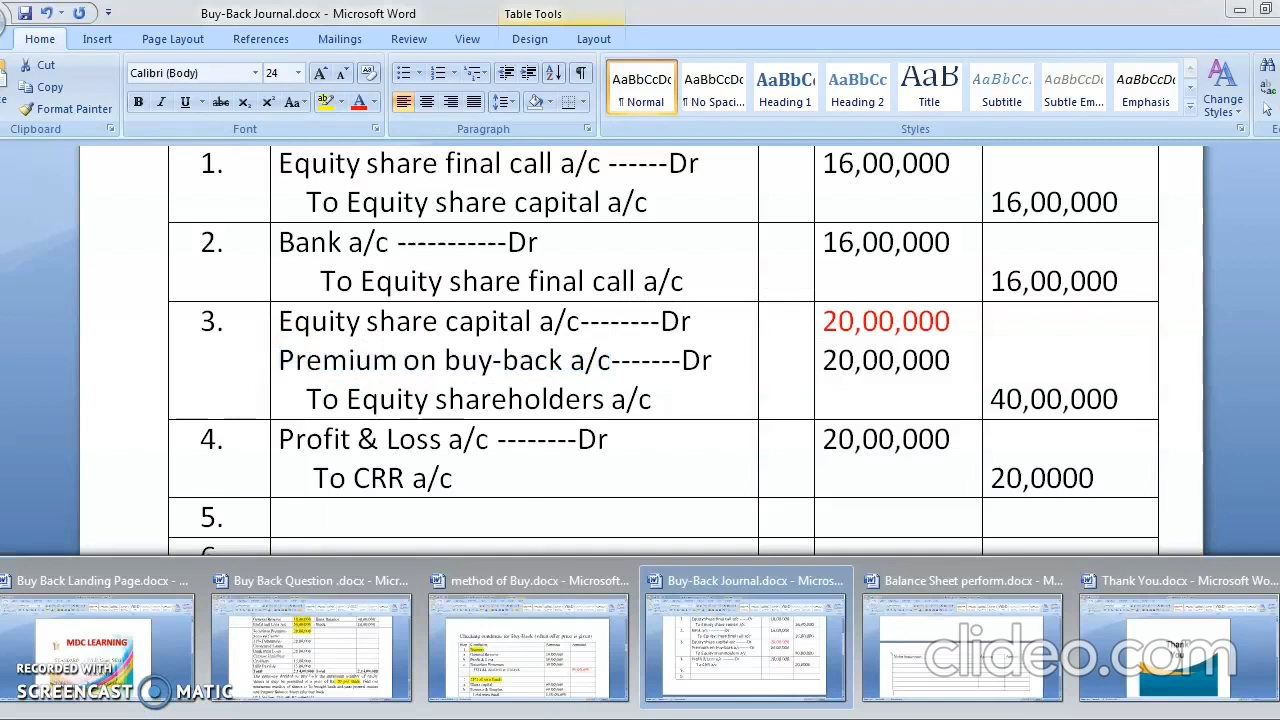 Buy-Back Journal.docx - Microsoft Word
Table Tools
Home Insert Page Layout References Mailings Review View Design Layout
Cut
Copy
Format Painter
Clipboard
Calibri (Body) 24
Font
Paragraph
AaBbCcDc AaBbCcDc AaBbC AaBbCc AaB AaBbCc. AaBbCcDc AaBbCcDc
¶ Normal ¶ No Spaci... Heading 1 Heading 2 Title Subtitle Subtle Em... Emphasis
Change
Styles
Styles
1. Equity share final call a/c ------Dr 16,00,000
To Equity share capital a/c 16,00,000
2. Bank a/c -----------Dr 16,00,000
To Equity share final call a/c 16,00,000
3. Equity share capital a/c--------Dr 20,00,000
Premium on buy-back a/c-------Dr 20,00,000
To Equity shareholders a/c 40,00,000
4. Profit & Loss a/c --------Dr 20,00,000
To CRR a/c 20,0000
5.
Buy Back Landing Page.docx - ...
Buy Back Question .docx - Micr...
method of Buy.docx - Microsoft...
Buy-Back Journal.docx - Micros...
Balance Sheet perform.docx - M...
Thank You.docx - Microsoft Wo...
MDC LEARNING
Thank
RECORDED WITH
SCREENCAST MATIC
clideo.com